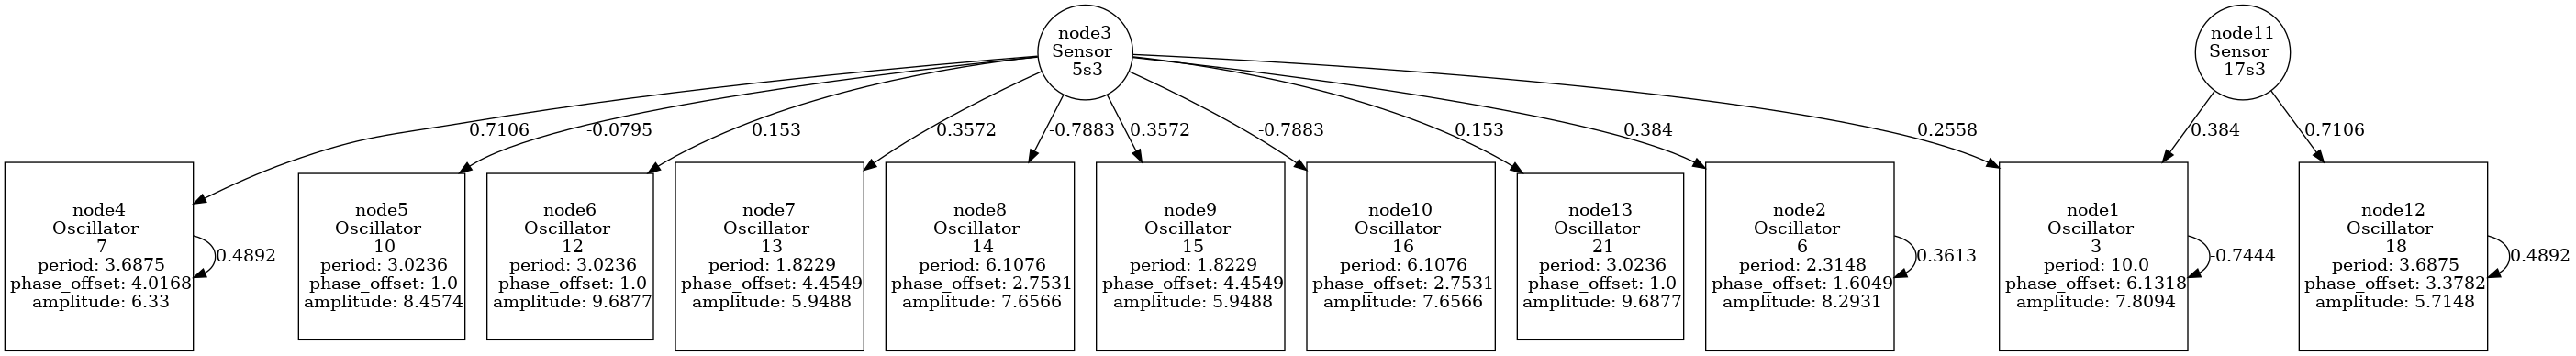 node3
Sensor
5s3
node11
Sensor
17s3
0.7106
-0.0795
0.153
0.3572
-0.7883
0.3572
-0.7883
0.153
0.384
0.2558
0.384
0.7106
node4
Oscillator
7
period: 3.6875
phase_offset: 4.0168
amplitude: 6.33
0.4892
node5
Oscillator
10
period: 3.0236
phase_offset: 1.0
amplitude: 8.4574
node6
Oscillator
12
period: 3.0236
phase_offset: 1.0
amplitude: 9.6877
node7
Oscillator
13
period: 1.8229
phase_offset: 4.4549
amplitude: 5.9488
node8
Oscillator
14
period: 6.1076
phase_offset: 2.7531
amplitude: 7.6566
node9
Oscillator
15
period: 1.8229
phase_offset: 4.4549
amplitude: 5.9488
node10
Oscillator
16
period: 6.1076
phase_offset: 2.7531
amplitude: 7.6566
node13
Oscillator
21
period: 3.0236
phase_offset: 1.0
amplitude: 9.6877
node2
Oscillator
6
period: 2.3148
phase_offset: 1.6049
amplitude: 8.2931
0.3613
node1
Oscillator
3
period: 10.0
phase_offset: 6.1318
amplitude: 7.8094
-0.7444
node12
Oscillator
18
period: 3.6875
phase_offset: 3.3782
amplitude: 5.7148
0.4892